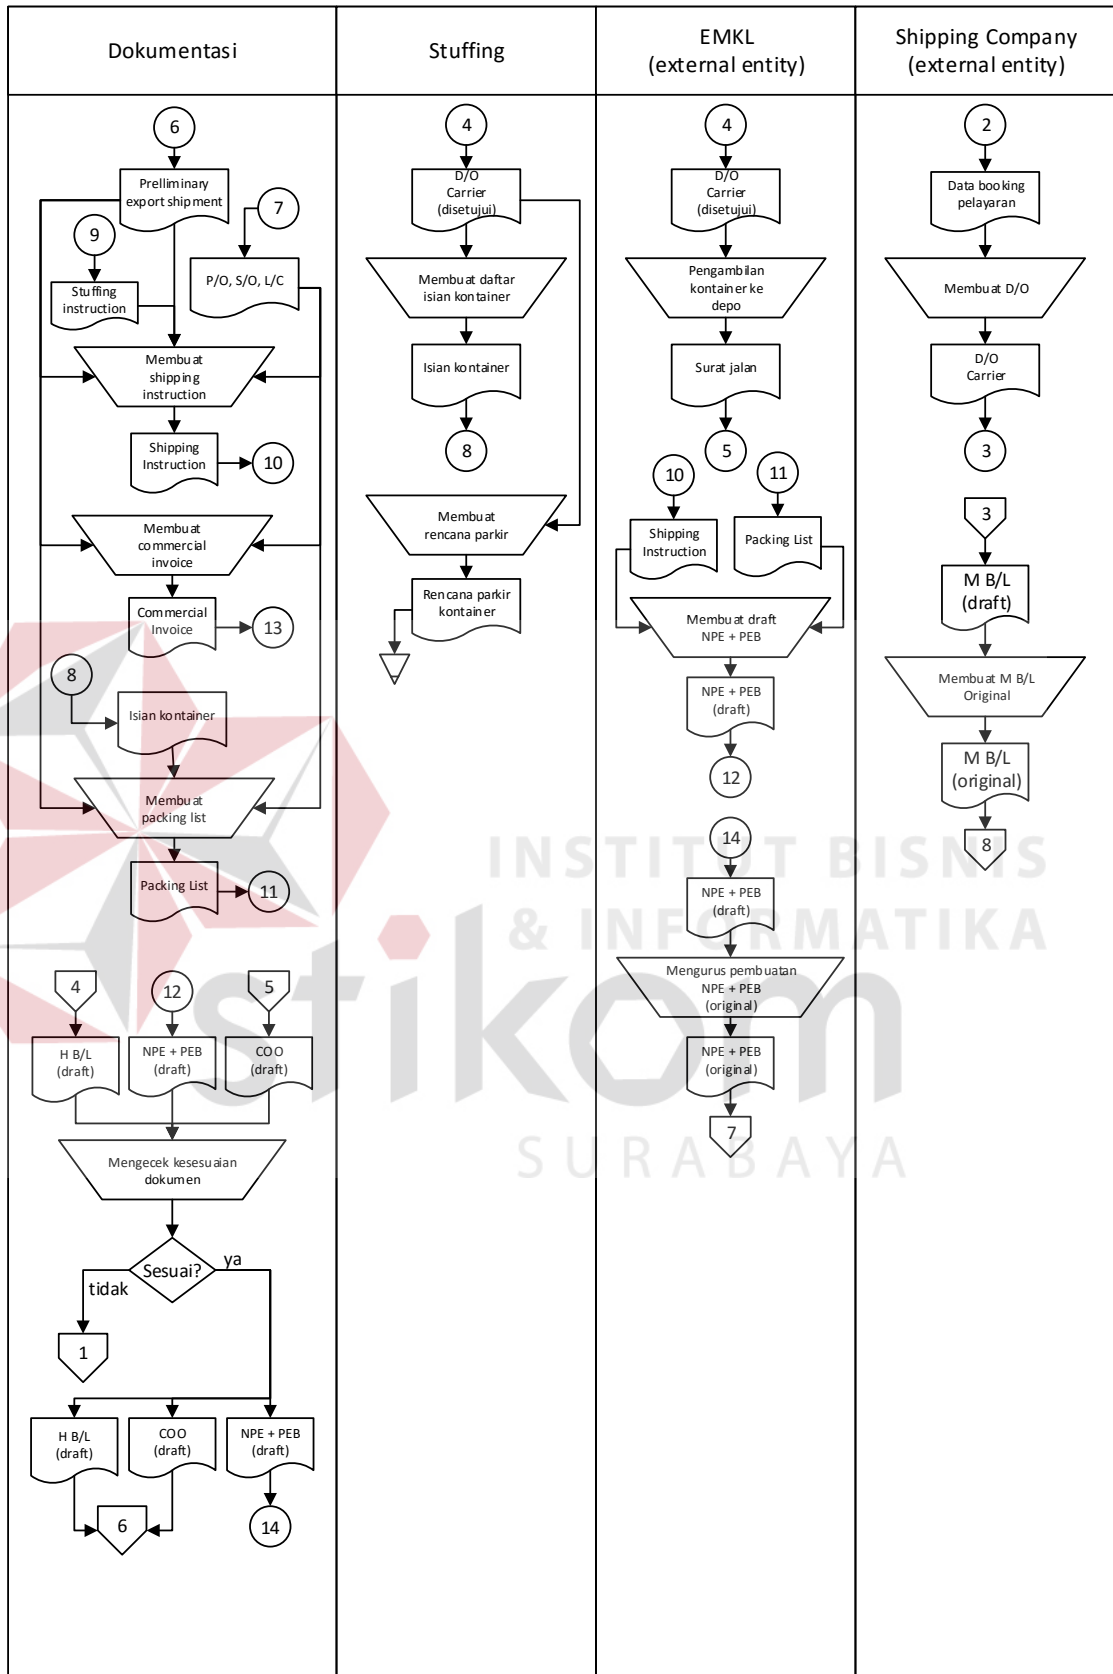 Dokumentasi
Stuffing
EMKL
(external entity)
Shipping Company
(external entity)
6
Prelliminary
export shipment
7
9
P/O, S/O, L/C
Stuffing
instruction
Membuat
shipping
instruction
Shipping
Instruction
10
Membuat
commercial
invoice
Commercial
Invoice
13
8
Isian kontainer
Membuat
packing list
Packing List
11
4
12
5
H B/L
(draft)
NPE + PEB
(draft)
COO
(draft)
Mengecek kesesuaian
dokumen
Sesuai?
ya
tidak
1
H B/L
(draft)
COO
(draft)
NPE + PEB
(draft)
6
14
4
D/O
Carrier
(disetujui)
Membuat daftar
isian kontainer
Isian kontainer
8
Membuat
rencana parkir
Rencana parkir
kontainer
4
D/O
Carrier
(disetujui)
Pengambilan
kontainer ke
depo
Surat jalan
5
10
11
Shipping
Instruction
Packing List
Membuat draft
NPE + PEB
NPE + PEB
(draft)
12
14
NPE + PEB
(draft)
Mengurus pembuatan
NPE + PEB
(original)
NPE + PEB
(original)
7
2
Data booking
pelayaran
Membuat D/O
D/O
Carrier
3
3
M B/L
(draft)
Membuat M B/L
Original
M B/L
(original)
8
INSTITUT BISNIS
& INFORMATIKA
stikom
SURABAYA